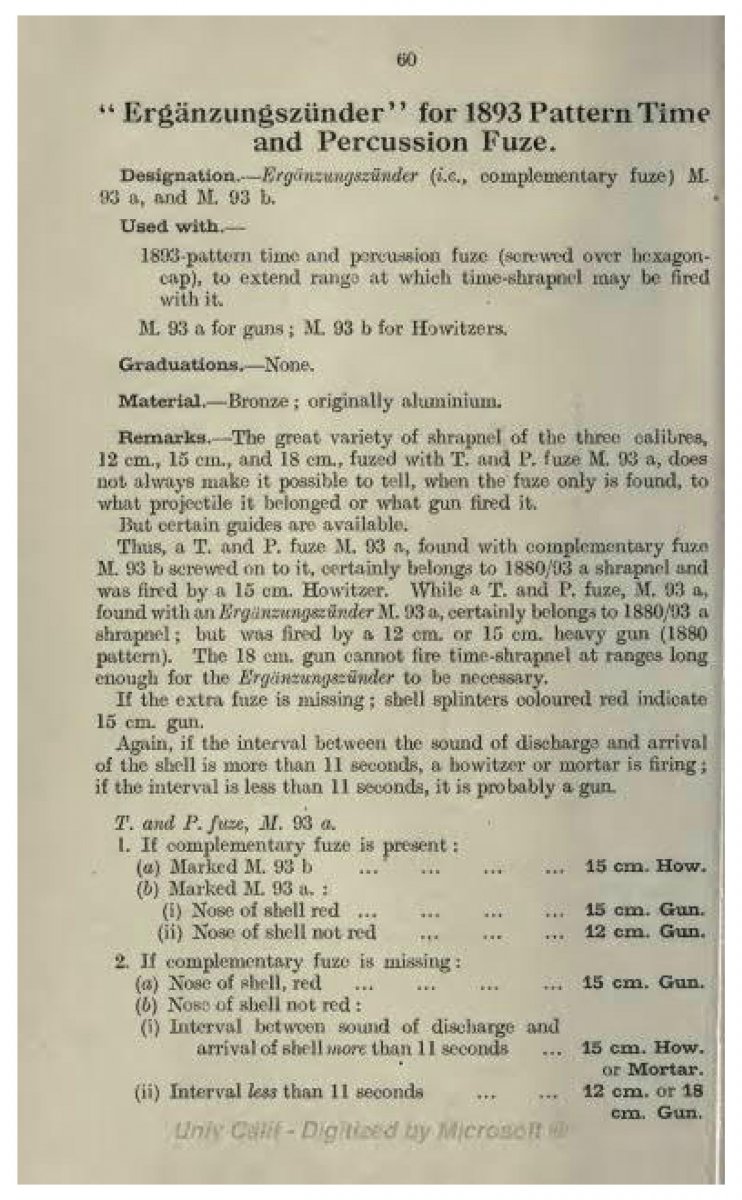 60
“ Ergänzungszünder” for 1893 Pattern Time
and Percussion Fuze.
Designation.—Ergänzungszünder (i.e., complementary fuze) M.
93 a, and M. 93 b.
Used with.—
1893-pattern time and percussion fuze (screwed over hexagon-
cap), to extend range at which time-shrapnel may be fired
with it.
M. 93 a for guns ; M. 93 b for Howitzers.
Graduations.—None.
Material.—Bronze ; originally aluminium.
Remarks.—The great variety of shrapnel of the three calibres,
12 cm., 15 cm., and 18 cm., fuzed with T. and P. fuze M. 93 a, does
not always make it possible to tell, when the fuze only is found, to
what projectile it belonged or what gun fired it.
But certain guides are available.
Thus, a T. and P. fuze M. 93 a, found with complementary fuze
M. 93 b screwed on to it, certainly belongs to 1880/93 a shrapnel and
was fired by a 15 cm. Howitzer. While a T. and P. fuze, M. 93 a,
found with an Ergänzungszünder M. 93 a, certainly belongs to 1880/93 a
shrapnel ; but was fired by a 12 cm. or 15 cm. heavy gun (1880
pattern). The 18 cm. gun cannot fire time-shrapnel at ranges long
enough for the Ergänzungszünder to be necessary.
If the extra fuze is missing ; shell splinters coloured red indicate
15 cm. gun.
Again, if the interval between the sound of discharge and arrival
of the shell is more than 11 seconds, a howitzer or mortar is firing ;
if the interval is less than 11 seconds, it is probably a gun.
T. and P. fuze, M. 93 a.
1. If complementary fuze is present :
(a) Marked M. 93 b ... ... ... ... 15 cm. How.
(b) Marked M. 93 a. :
(i) Nose of shell red ... ... ... ... 15 cm. Gun.
(ii) Nose of shell not red ... ... ... 12 cm. Gun.
2. If complementary fuze is missing :
(a) Nose of shell, red ... ... ... ... 15 cm. Gun.
(b) Nose of shell not red :
(i) Interval between sound of discharge and
arrival of shell more than 11 seconds ... 15 cm. How.
or Mortar.
(ii) Interval less than 11 seconds ... ... 12 cm. or 18
cm. Gun.
Univ Calif - Digitized by Microsoft ®